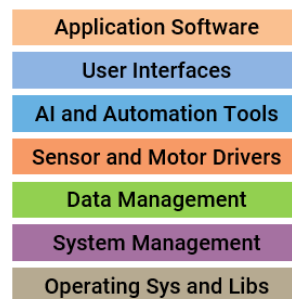 Application Software
User Interfaces
AI and Automation Tools
Sensor and Motor Drivers
Data Management
System Management
Operating Sys and Libs